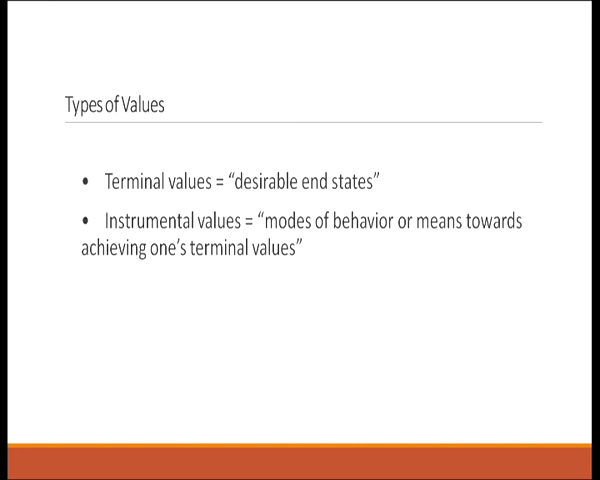 Types of Values
• Terminal values = “desirable end states”
• Instrumental values = “modes of behavior or means towards
achieving one’s terminal values”